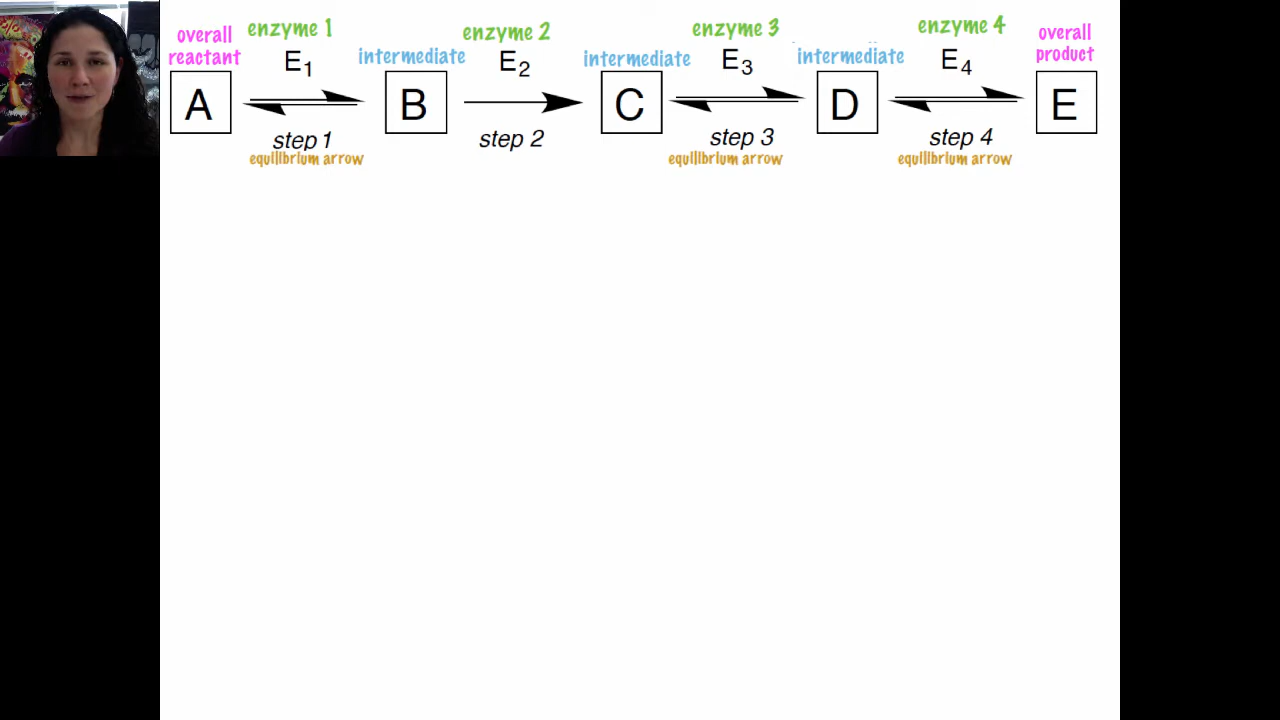 overall reactant
enzyme 1
E1
A
step 1
equilibrium arrow
intermediate
B
enzyme 2
E2
step 2
intermediate
C
enzyme 3
E3
step 3
equilibrium arrow
intermediate
D
enzyme 4
E4
step 4
equilibrium arrow
overall product
E